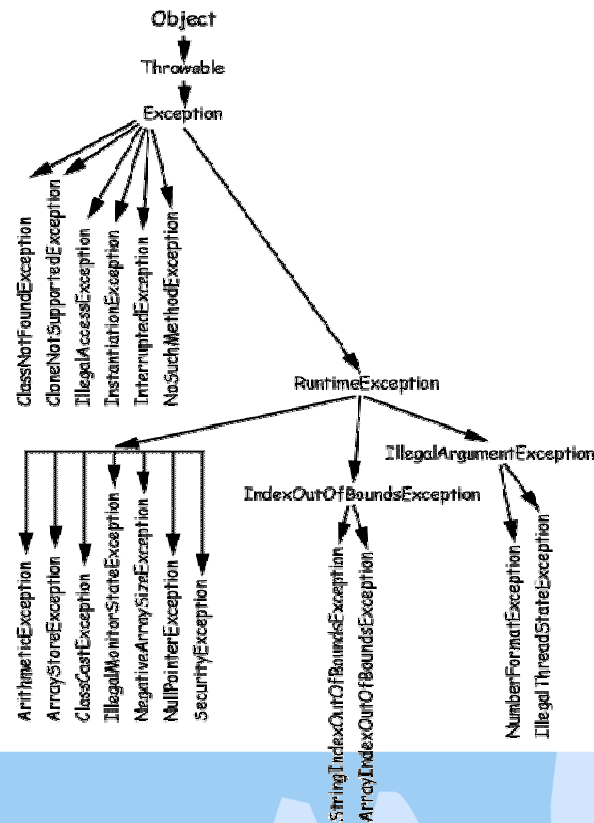 Object
Throwable
Exception
ClassNotFoundException
CloneNotSupportedException
IllegalAccessException
InstantiationException
InterruptedException
NoSuchMethodException
RuntimeException
IllegalArgumentException
IndexOutOfBoundsException
ArithmeticException
ArrayStoreException
ClassCastException
IllegalMonitorStateException
NegativeArraySizeException
NullPointerException
SecurityException
StringIndexOutOfBoundsException
ArrayIndexOutOfBoundsException
NumberFormatException
IllegalThreadStateException